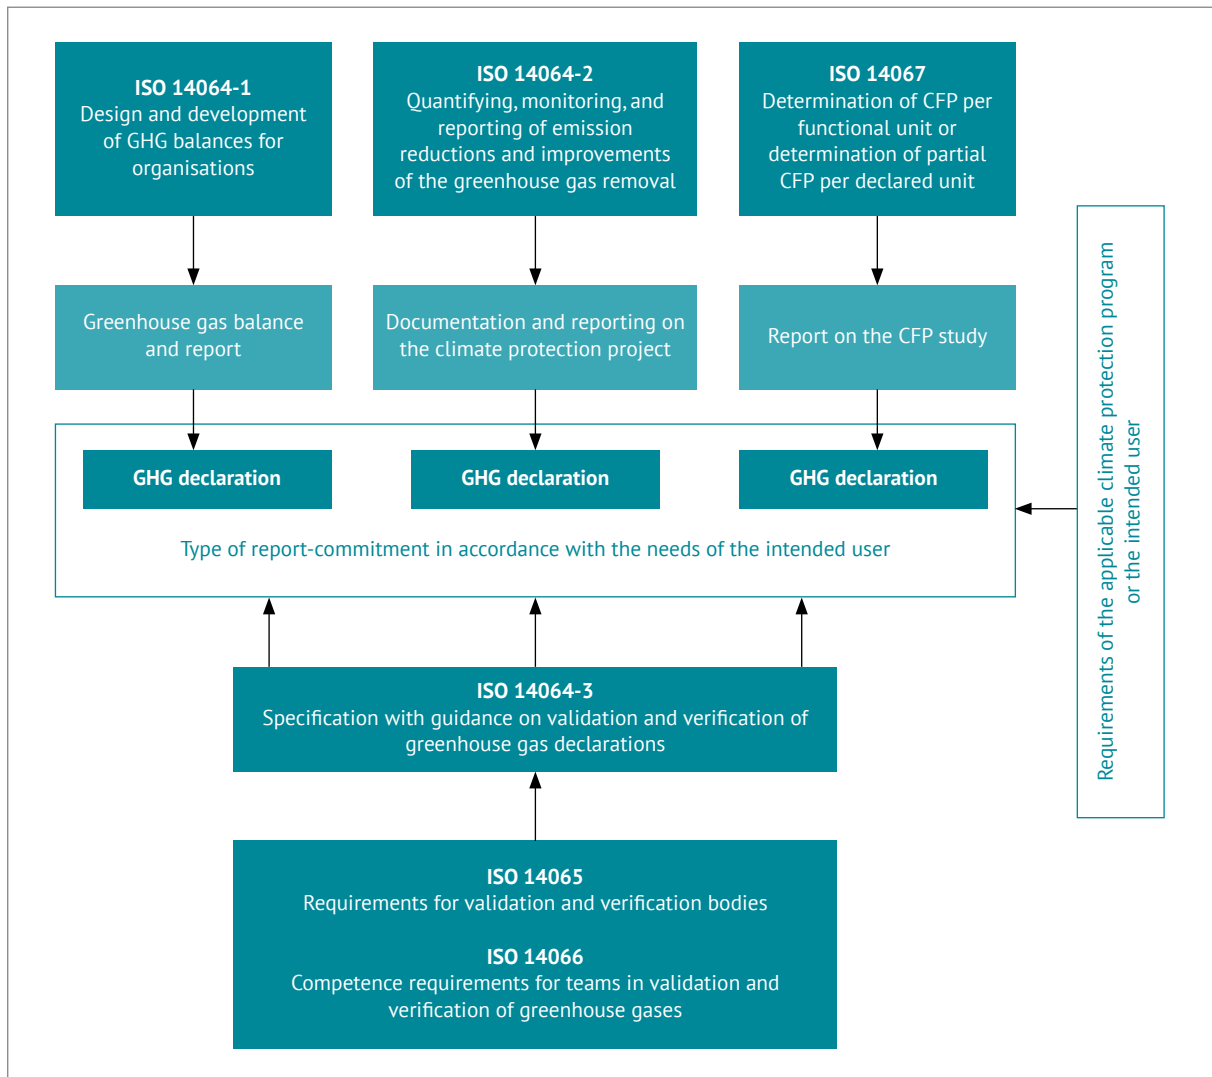 ISO 14064-1
Design and development
of GHG balances for
organisations
ISO 14064-2
Quantifying, monitoring, and
reporting of emission
reductions and improvements
of the greenhouse gas removal
ISO 14067
Determination of CFP per
functional unit or
determination of partial
CFP per declared unit
Greenhouse gas balance
and report
Documentation and reporting on
the climate protection project
Report on the CFP study
GHG declaration
GHG declaration
GHG declaration
Type of report-commitment in accordance with the needs of the intended user
Requirements of the applicable climate protection program
or the intended user
ISO 14064-3
Specification with guidance on validation and verification of
greenhouse gas declarations
ISO 14065
Requirements for validation and verification bodies
ISO 14066
Competence requirements for teams in validation and
verification of greenhouse gases